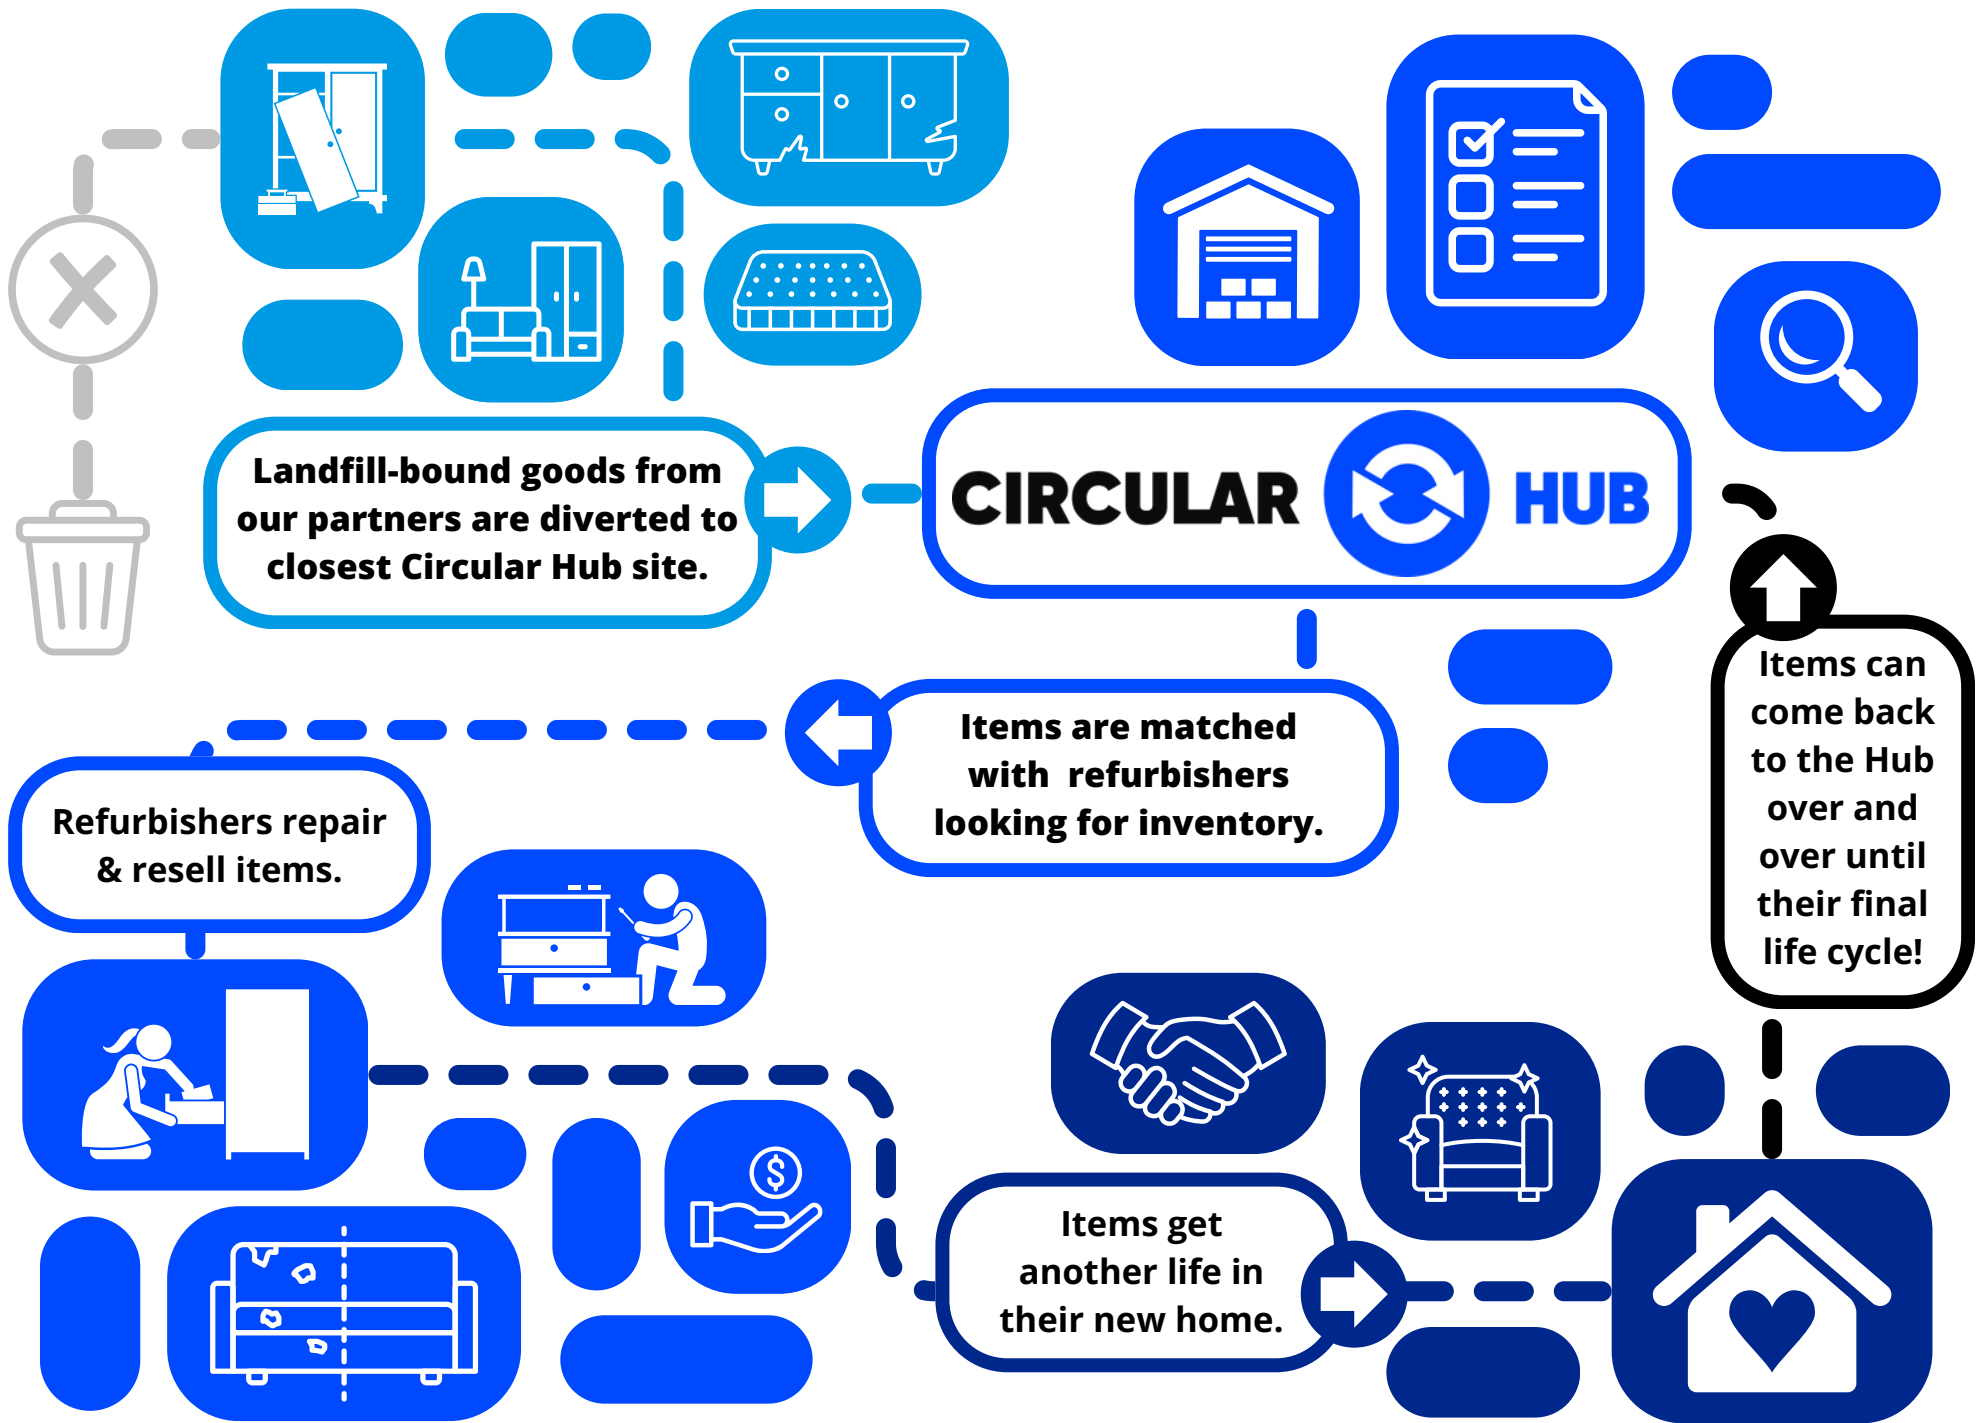 Landfill-bound goods from
our partners are diverted to
closest Circular Hub site.
CIRCULAR HUB
Items are matched
with refurbishers
looking for inventory.
Refurbishers repair
& resell items.
$
Items get
another life in
their new home.
Items can
come back
to the Hub
over and
over until
their final
life cycle!